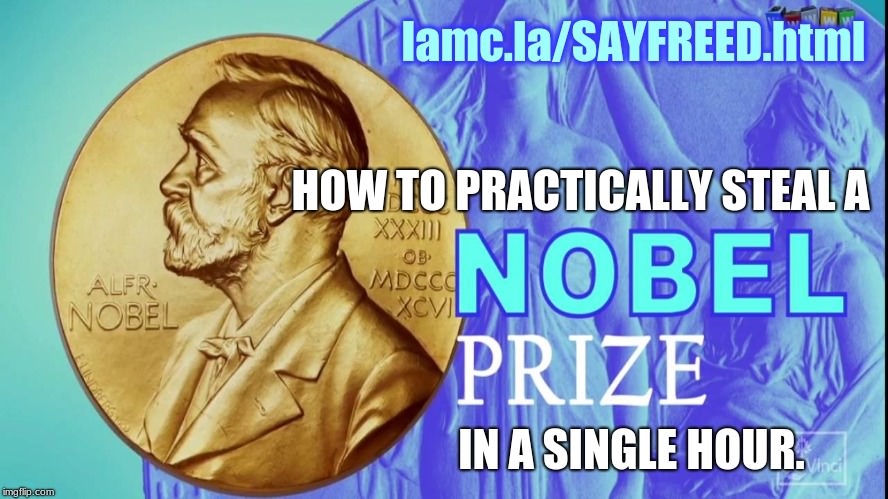 lamc.la/SAYFREED.html
HOW TO PRACTICALLY STEAL A
XXXIII
OB·
MDCCC
XCVI
ALFR·
NOBEL
NOBEL
PRIZE
IN A SINGLE HOUR.
Vinci
imgflip.com